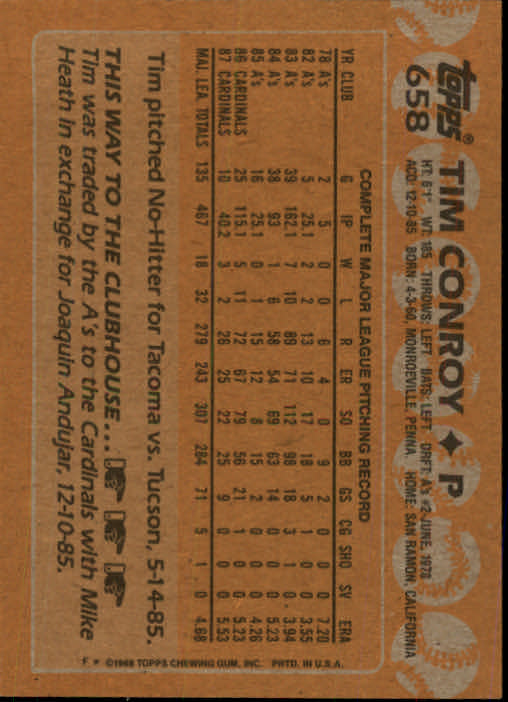 topps®
658
TIM CONROY ♦ P
HT: 6'1" WT: 185 THROWS: LEFT BATS: LEFT DRFT: A's #2-JUNE, 1978
ACQ: 12-10-85 BORN: 4-3-60, MONROEVILLE, PENNA. HOME: SAN RAMON, CALIFORNIA
COMPLETE MAJOR LEAGUE PITCHING RECORD
YR CLUB G IP W L R ER SO BB GS CG SHO SV ERA
78 A's 2 5 0 0 6 4 0 9 2 0 0 0 7.20
82 A's 5 25.1 2 2 13 10 17 18 5 1 0 0 3.55
83 A's 39 162.1 7 10 89 71 112 98 18 3 1 0 3.94
84 A's 38 93 1 6 58 54 69 63 14 0 0 0 5.23
85 A's 16 25.1 0 1 15 12 8 15 2 0 0 0 4.26
86 CARDINALS 25 115.1 5 11 72 67 79 56 21 1 0 0 5.23
87 CARDINALS 10 40.2 3 2 26 25 22 25 9 0 0 0 5.53
MAJ. LEA. TOTALS 135 467 18 32 279 243 307 284 71 5 1 0 4.68
Tim pitched No-Hitter for Tacoma vs. Tucson, 5-14-85.
THIS WAY TO THE CLUBHOUSE...
Tim was traded by the A's to the Cardinals with Mike
Heath in exchange for Joaquin Andujar, 12-10-85.
F * ©1988 TOPPS CHEWING GUM, INC. PRTD. IN U.S.A.